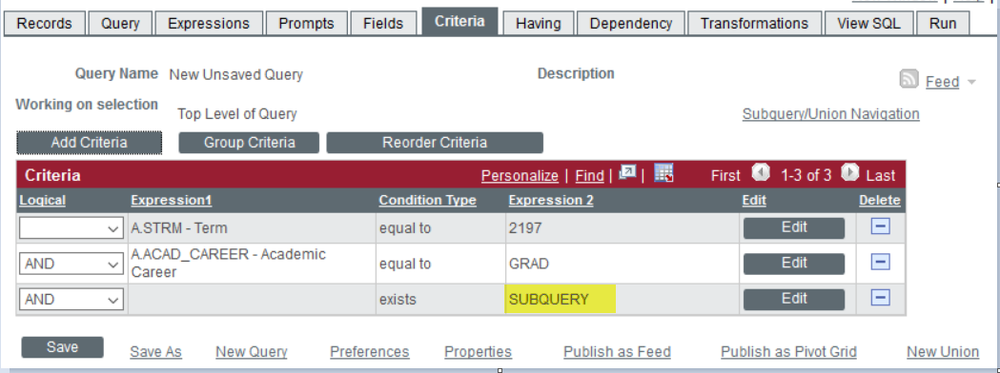 Records Query Expressions Prompts Fields Criteria Having Dependency Transformations View SQL Run
Query Name New Unsaved Query Description
Feed
Working on selection
Top Level of Query Subquery/Union Navigation
Add Criteria Group Criteria Reorder Criteria
Criteria Personalize | Find | | First 1-3 of 3 Last
Logical Expression1 Condition Type Expression 2 Edit Delete
A.STRM - Term equal to 2197 Edit
AND A.ACAD_CAREER - Academic Career equal to GRAD Edit
AND exists SUBQUERY Edit
Save Save As New Query Preferences Properties Publish as Feed Publish as Pivot Grid New Union